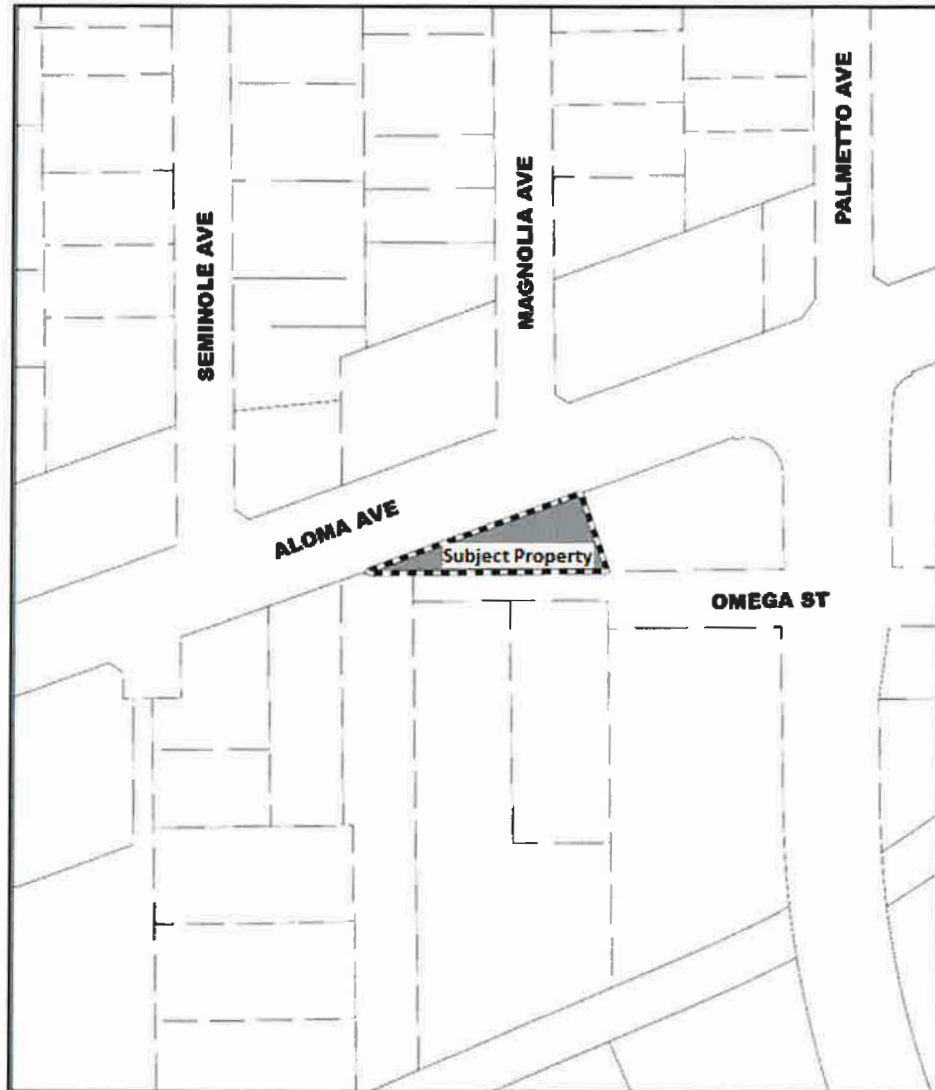 PALMETTO AVE
MAGNOLIA AVE
SEMINOLE AVE
ALOMA AVE
Subject Property
OMEGA ST